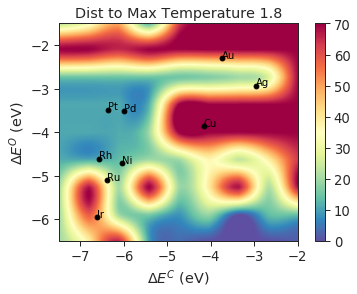 Dist to Max Temperature 1.8
ΔE^O (eV)
−2
−3
−4
−5
−6
Au
Ag
Pt
Pd
Cu
Rh
Ni
Ru
Ir
−7
−6
−5
−4
−3
−2
ΔE^C (eV)
70
60
50
40
30
20
10
0